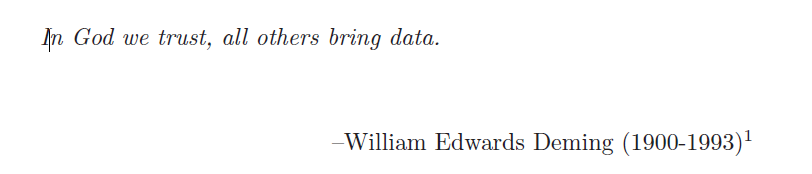 In God we trust, all others bring data.
–William Edwards Deming (1900-1993)¹